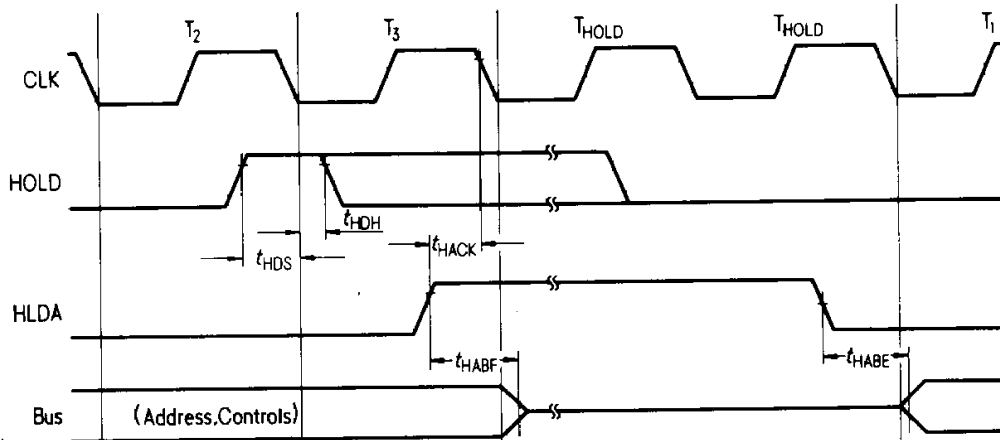 T2 T3 THOLD THOLD T1
CLK
HOLD
tHDH
tHDS tHACK
HLDA
tHABF tHABE
Bus (Address,Controls)